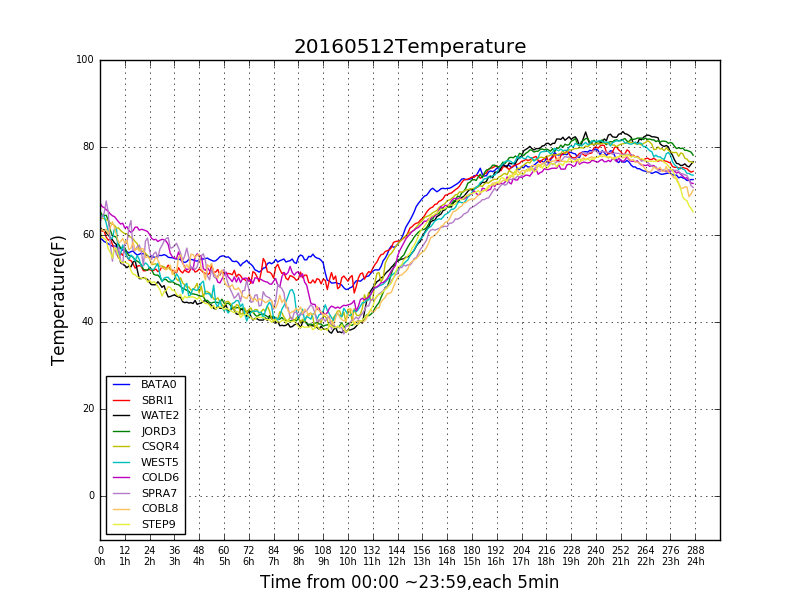 20160512Temperature
100
80
60
40
20
0
Temperature(F)
BATA0
SBRI1
WATE2
JORD3
CSQR4
WEST5
COLD6
SPRA7
COBL8
STEP9
0 12 24 36 48 60 72 84 96 108 120 132 144 156 168 180 192 204 216 228 240 252 264 276 288
0h 1h 2h 3h 4h 5h 6h 7h 8h 9h 10h 11h 12h 13h 14h 15h 16h 17h 18h 19h 20h 21h 22h 23h 24h
Time from 00:00 ~23:59,each 5min